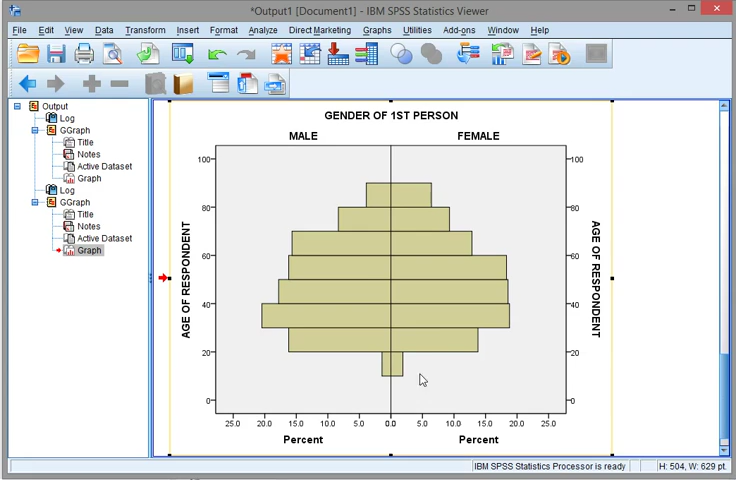 *Output1 [Document1] - IBM SPSS Statistics Viewer
File Edit View Data Transform Insert Format Analyze Direct Marketing Graphs Utilities Add-ons Window Help
Output
Log
GGraph
Title
Notes
Active Dataset
Graph
Log
GGraph
Title
Notes
Active Dataset
Graph
GENDER OF 1ST PERSON
MALE FEMALE
AGE OF RESPONDENT
100
80
60
40
20
0
100
80
60
40
20
0
AGE OF RESPONDENT
25.0 20.0 15.0 10.0 5.0 0.0 5.0 10.0 15.0 20.0 25.0
Percent Percent
IBM SPSS Statistics Processor is ready H: 504, W: 629 pt.